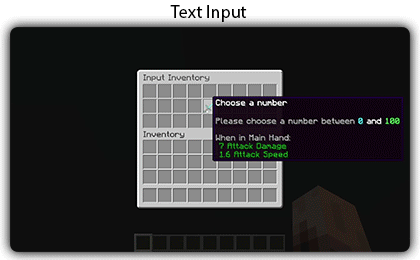 Text Input
Input Inventory
Choose a number
Please choose a number between 0 and 100
Inventory
When in Main Hand:
7 Attack Damage
1.6 Attack Speed